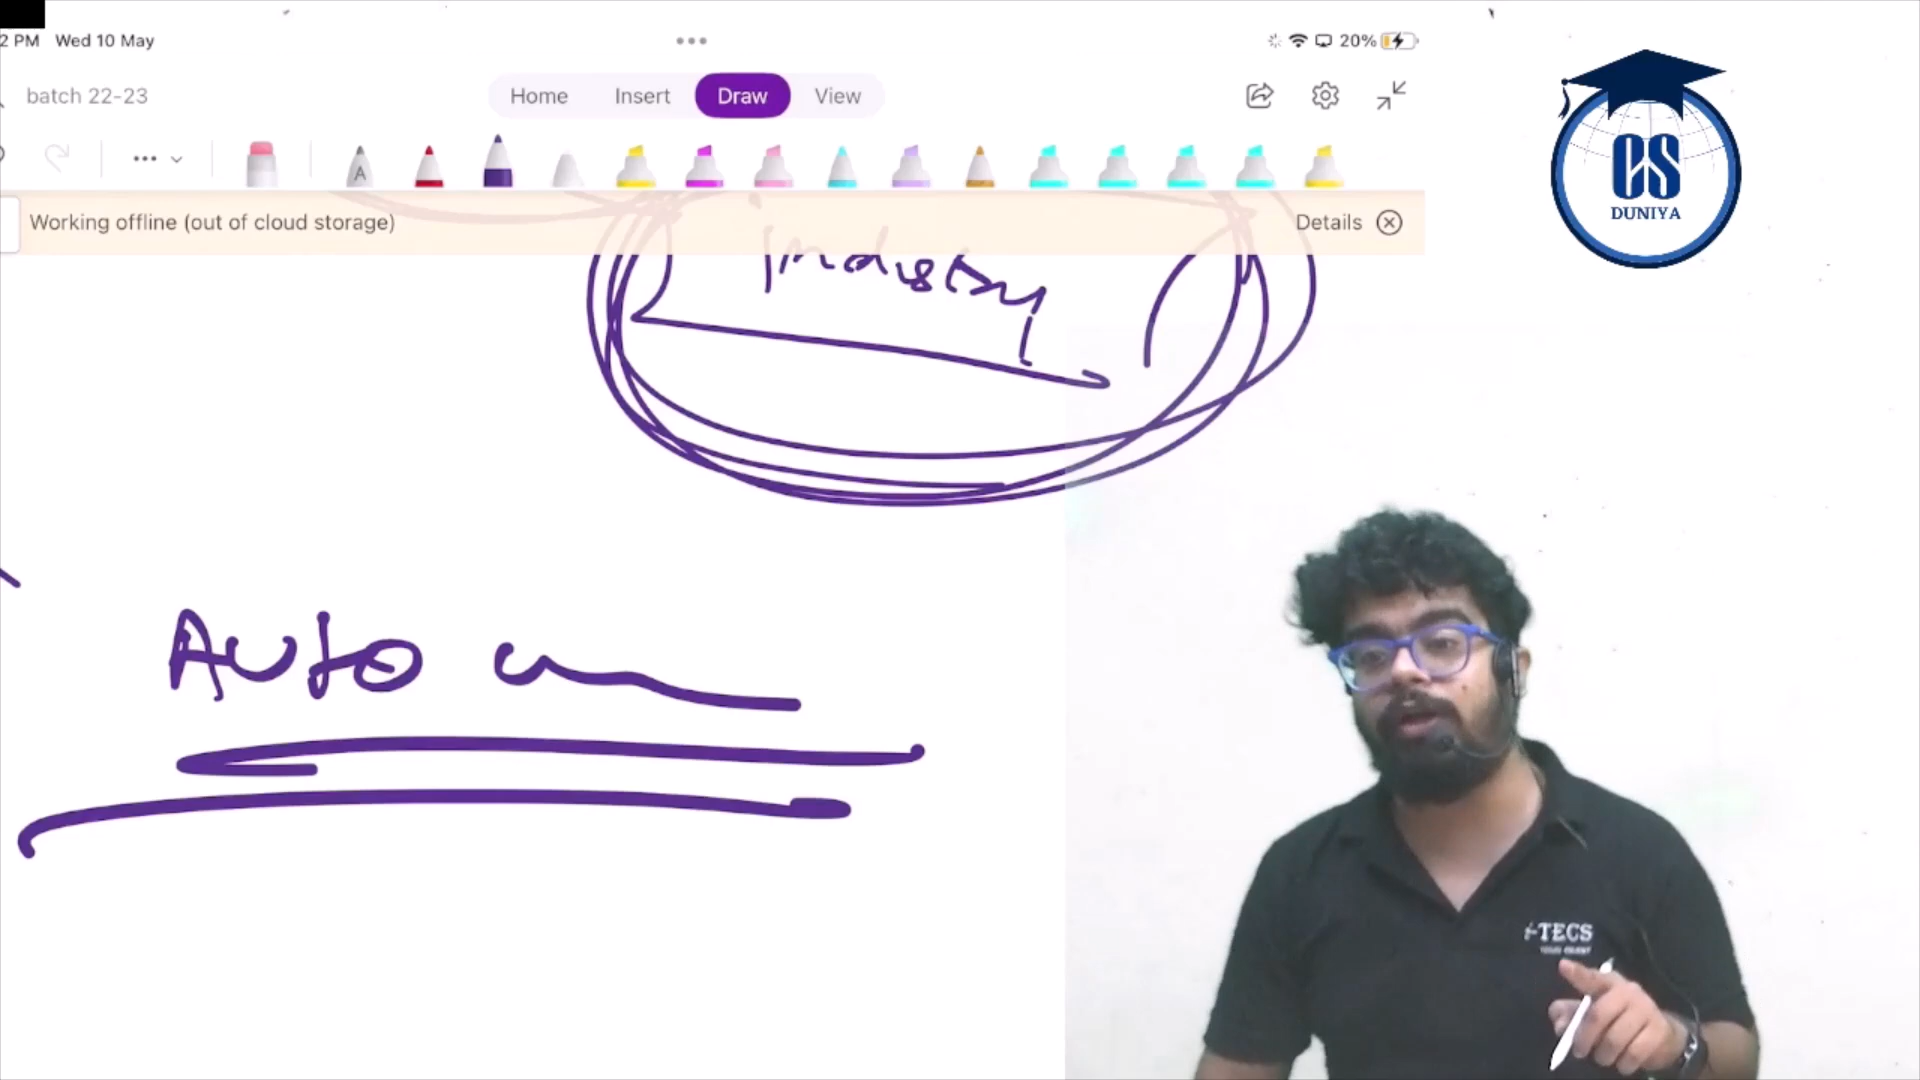 2 PM Wed 10 May
20%
batch 22-23
Home Insert Draw View
A
Working offline (out of cloud storage)
Details
industry
Auto
CS
DUNIYA
i-TECS